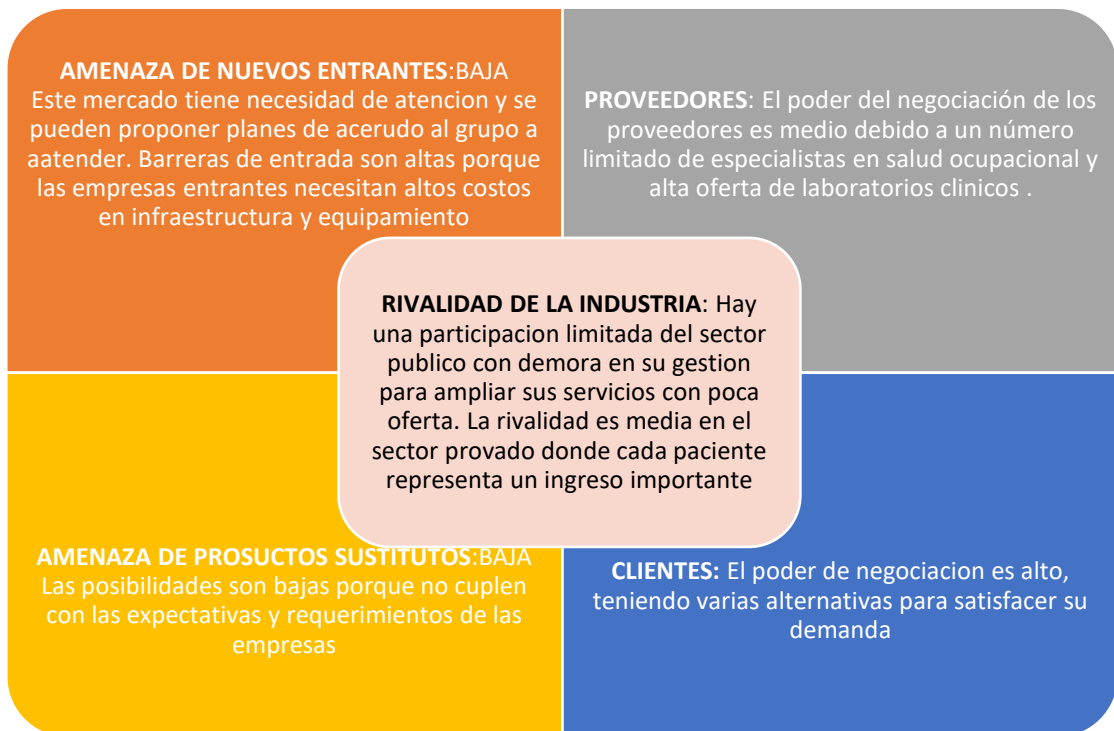 AMENAZA DE NUEVOS ENTRANTES:BAJA
Este mercado tiene necesidad de atencion y se
pueden proponer planes de acerudo al grupo a
aatender. Barreras de entrada son altas porque
las empresas entrantes necesitan altos costos
en infraestructura y equipamiento
PROVEEDORES: El poder del negociación de los
proveedores es medio debido a un número
limitado de especialistas en salud ocupacional y
alta oferta de laboratorios clinicos .
RIVALIDAD DE LA INDUSTRIA: Hay
una participacion limitada del sector
publico con demora en su gestion
para ampliar sus servicios con poca
oferta. La rivalidad es media en el
sector provado donde cada paciente
representa un ingreso importante
AMENAZA DE PROSUCTOS SUSTITUTOS:BAJA
Las posibilidades son bajas porque no cuplen
con las expectativas y requerimientos de las
empresas
CLIENTES: El poder de negociacion es alto,
teniendo varias alternativas para satisfacer su
demanda